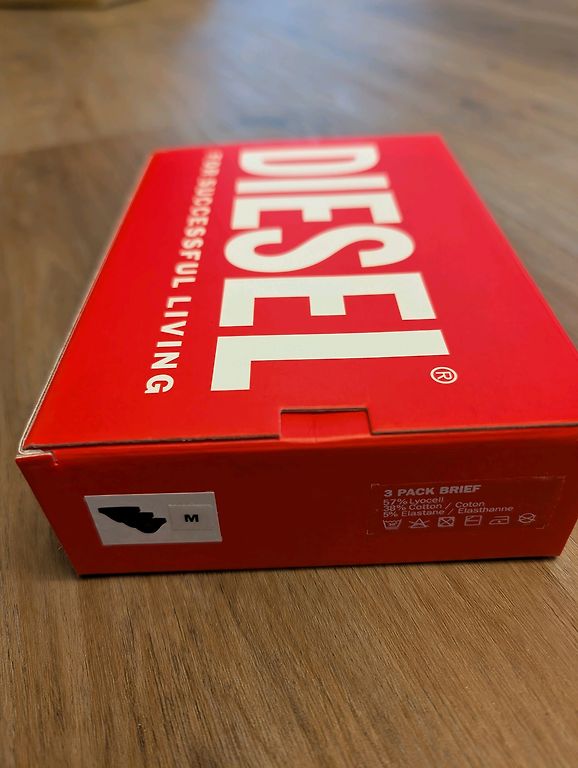 DIESEL®
FOR SUCCESSFUL LIVING
M
3 PACK BRIEF
57% Lyocell
38% Cotton / Coton
5% Elastane / Elasthanne